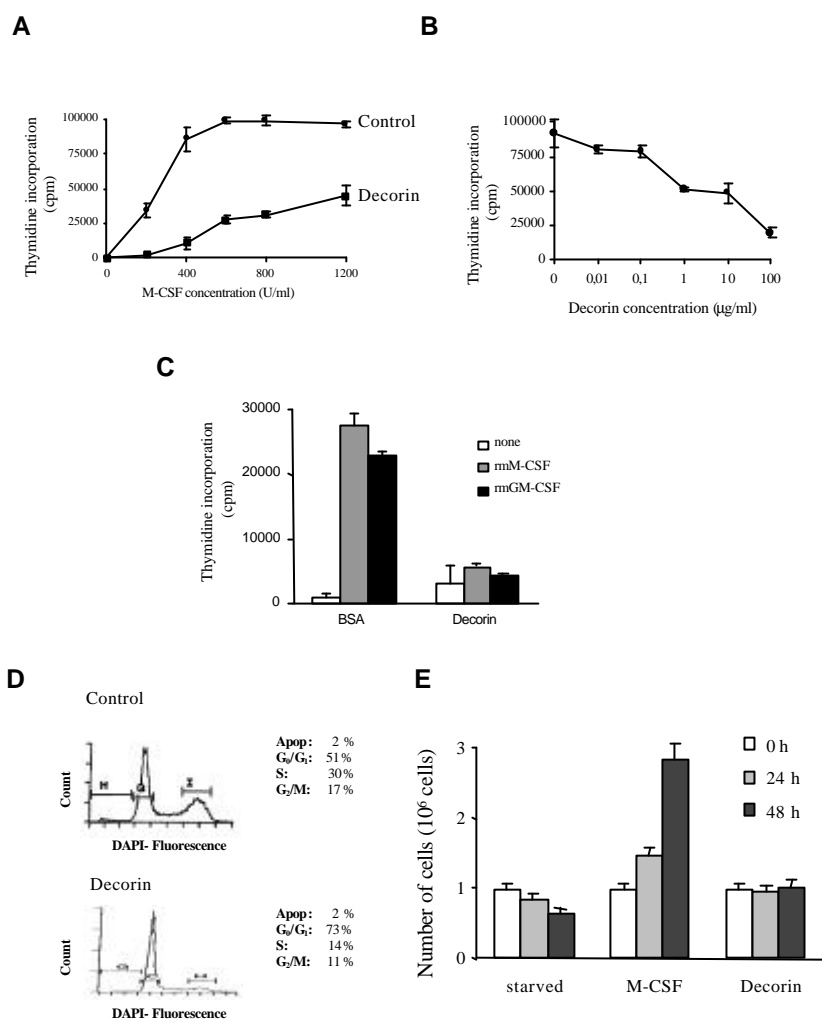 A
Thymidine incorporation
(cpm)
100000
75000
50000
25000
0
0
400
800
1200
M-CSF concentration (U/ml)
Control
Decorin
B
Thymidine incorporation
(cpm)
100000
75000
50000
25000
0
0
0,01
0,1
1
10
100
Decorin concentration (µg/ml)
C
Thymidine incorporation
(cpm)
30000
20000
10000
0
BSA
Decorin
none
rmM-CSF
rmGM-CSF
D
Control
Count
DAPI- Fluorescence
Apop: 2 %
G₀/G₁: 51 %
S: 30 %
G₂/M: 17 %
Decorin
Count
DAPI- Fluorescence
Apop: 2 %
G₀/G₁: 73 %
S: 14 %
G₂/M: 11 %
E
Number of cells (10⁶ cells)
3
2
1
0
starved
M-CSF
Decorin
0 h
24 h
48 h